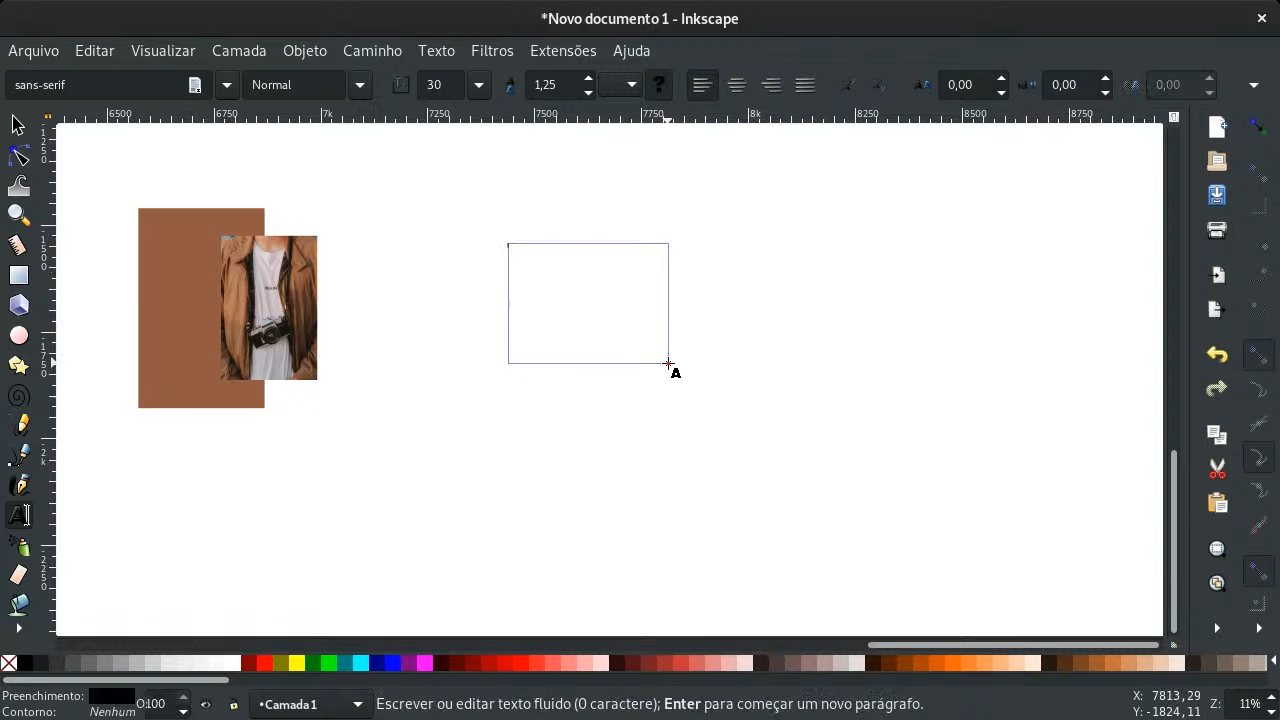 *Novo documento 1 - Inkscape
Arquivo Editar Visualizar Camada Objeto Caminho Texto Filtros Extensões Ajuda
sans-serif Normal 30 1,25 ? 0,00 0,00 0,00
6500 6750 7k 7250 7500 7750 8k 8250 8500 8750
A
Preenchimento: O: 100 •Camada1 Escrever ou editar texto fluido (0 caractere); Enter para começar um novo parágrafo. X: 7813,29 Z: 11%
Contorno: Nenhum Y: -1824,11